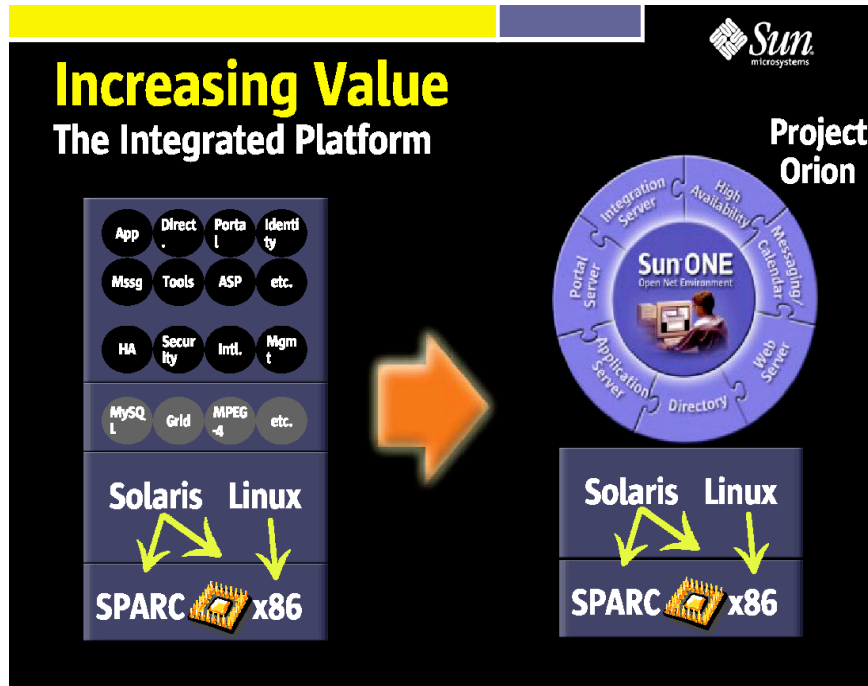 Sun
microsystems
Increasing Value
The Integrated Platform
Project
Orion
App
Direct
.
Porta
l
Identi
ty
Mssg
Tools
ASP
etc.
HA
Secur
ity
Intl.
Mgm
t
MySQ
L
Grid
MPEG
-4
etc.
Solaris
Linux
SPARC
x86
Integration
Server
High
Availability
Messaging/
Calendar
Web
Server
Directory
Application
Server
Portal
Server
Sun ONE
Open Net Environment
Solaris
Linux
SPARC
x86